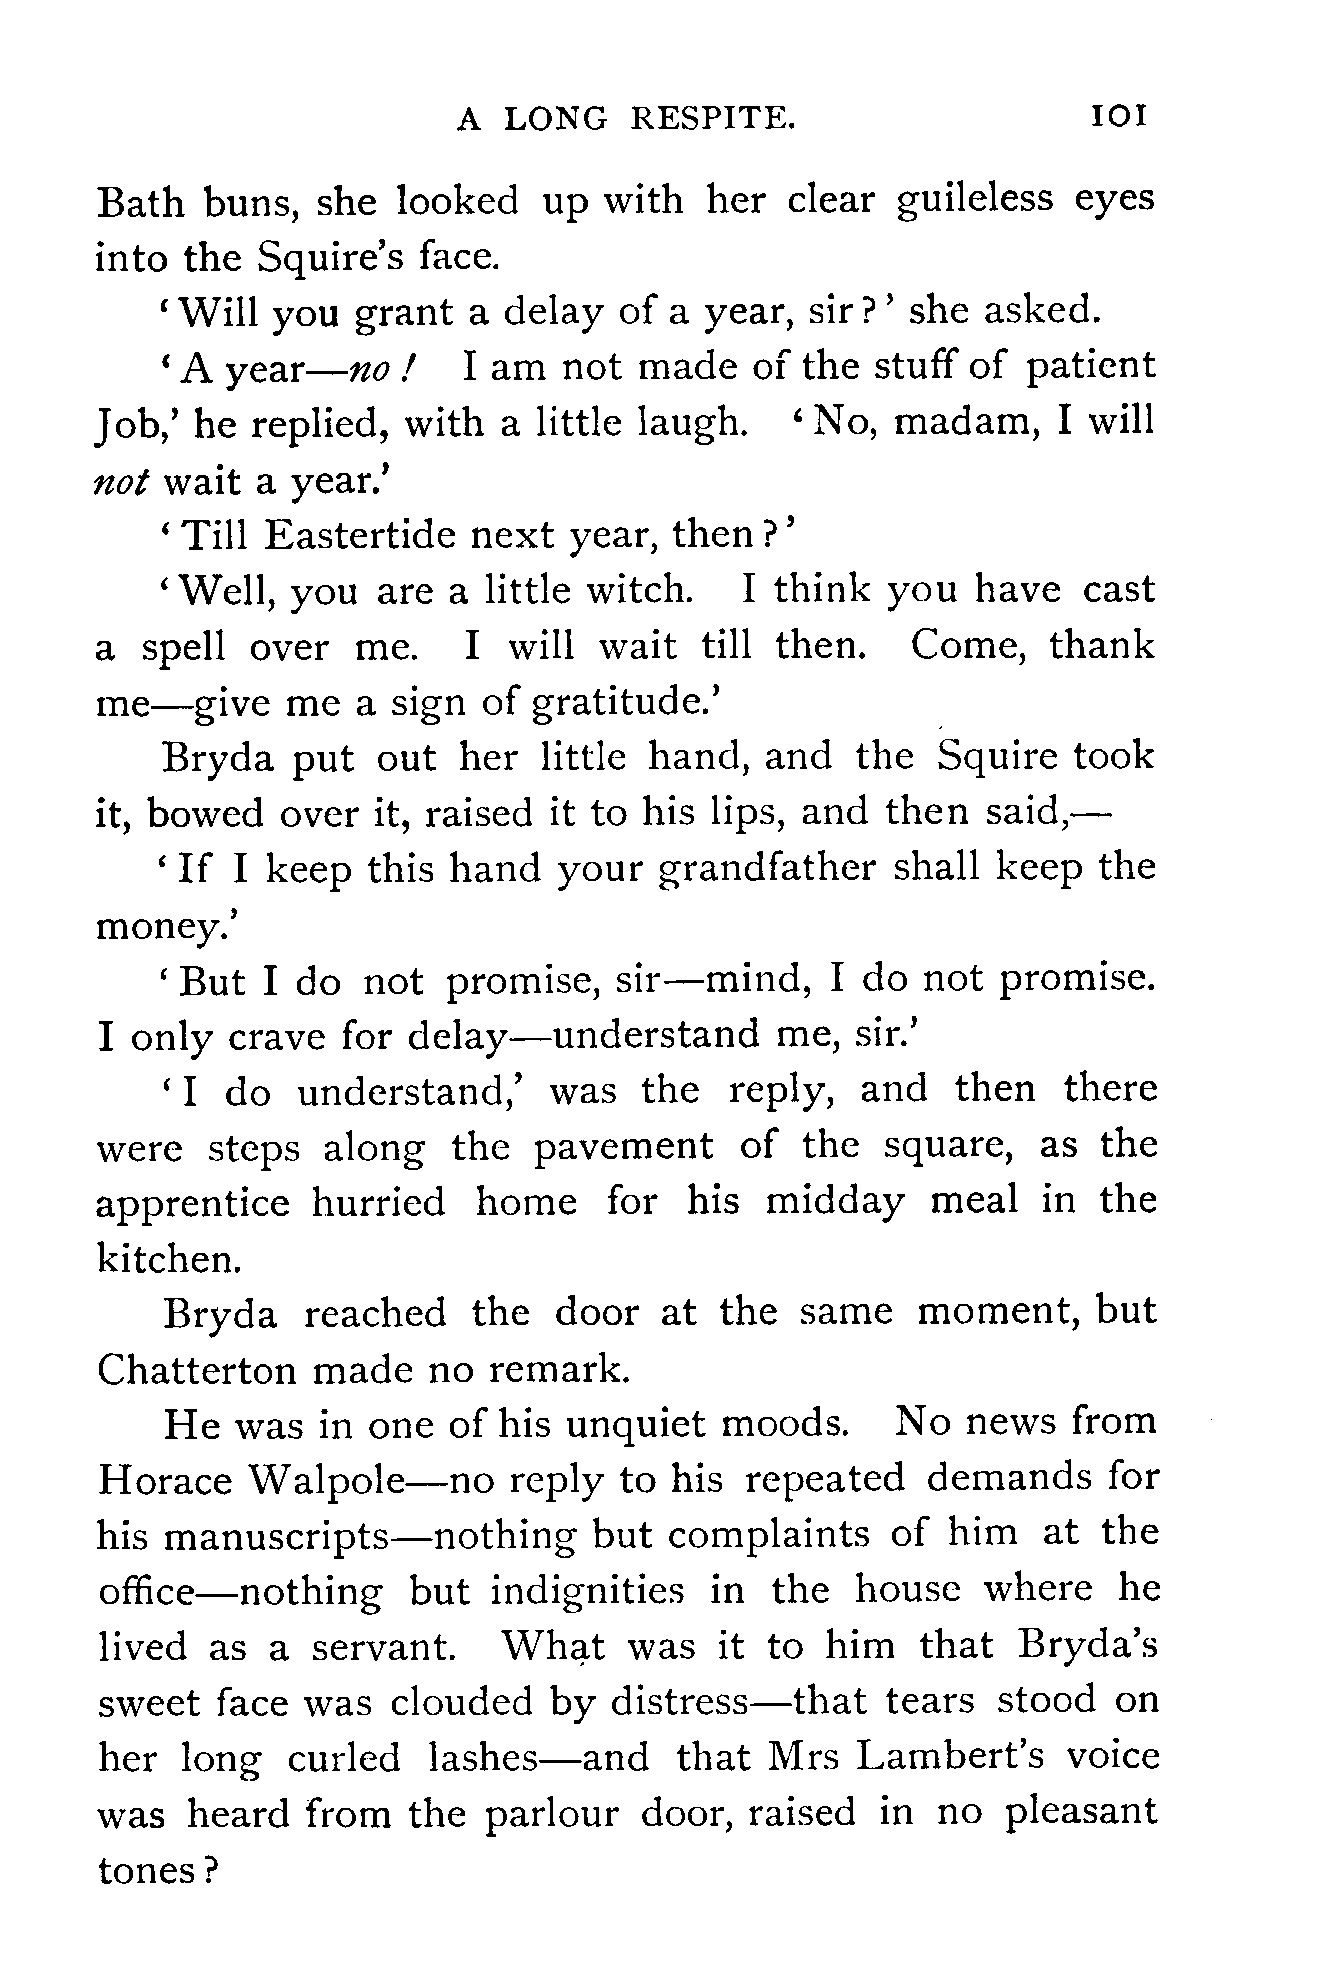 A LONG RESPITE. 101
Bath buns, she looked up with her clear guileless eyes
into the Squire's face.
‘Will you grant a delay of a year, sir?’ she asked.
‘A year—no! I am not made of the stuff of patient
Job,’ he replied, with a little laugh. ‘No, madam, I will
not wait a year.’
‘Till Eastertide next year, then?’
‘Well, you are a little witch. I think you have cast
a spell over me. I will wait till then. Come, thank
me—give me a sign of gratitude.’
Bryda put out her little hand, and the Squire took
it, bowed over it, raised it to his lips, and then said,—
‘If I keep this hand your grandfather shall keep the
money.’
‘But I do not promise, sir—mind, I do not promise.
I only crave for delay—understand me, sir.’
‘I do understand,’ was the reply, and then there
were steps along the pavement of the square, as the
apprentice hurried home for his midday meal in the
kitchen.
Bryda reached the door at the same moment, but
Chatterton made no remark.
He was in one of his unquiet moods. No news from
Horace Walpole—no reply to his repeated demands for
his manuscripts—nothing but complaints of him at the
office—nothing but indignities in the house where he
lived as a servant. What was it to him that Bryda's
sweet face was clouded by distress—that tears stood on
her long curled lashes—and that Mrs Lambert's voice
was heard from the parlour door, raised in no pleasant
tones?